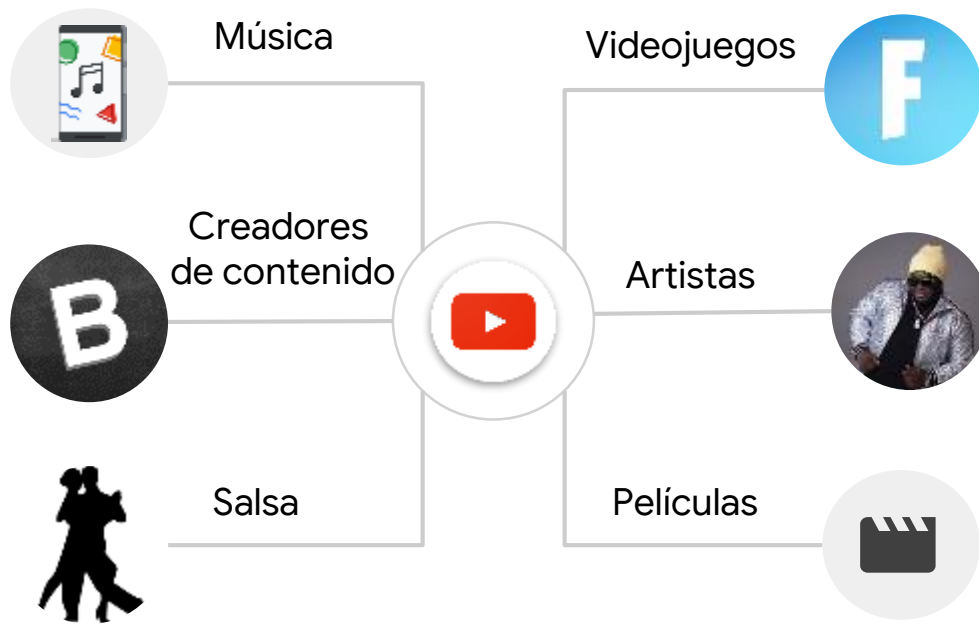 Música
Videojuegos
F
Creadores
de contenido
Artistas
B
Salsa
Películas